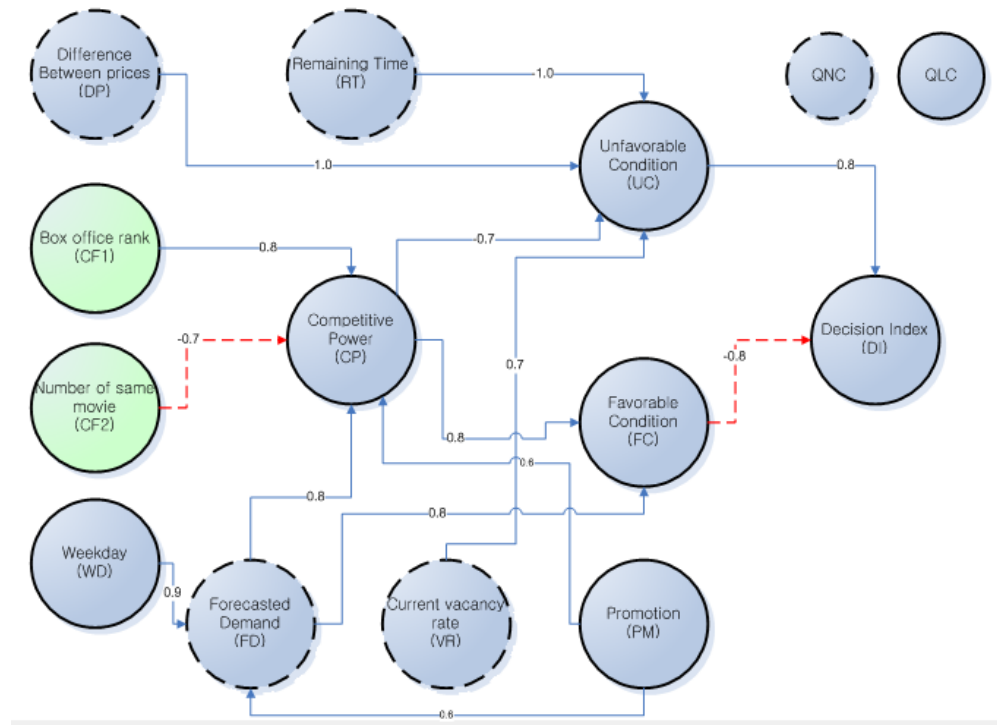 Difference
Between prices
(DP)
Remaining Time
(RT)
QNC
QLC
1.0
1.0
Unfavorable
Condition
(UC)
0.8
Box office rank
(CF1)
0.8
-0.7
Competitive
Power
(CP)
-0.7
Number of same
movie
(CF2)
0.7
Decision Index
(DI)
-0.8
Favorable
Condition
(FC)
0.8
0.6
0.8
0.8
Weekday
(WD)
0.9
Forecasted
Demand
(FD)
Current vacancy
rate
(VR)
Promotion
(PM)
0.6